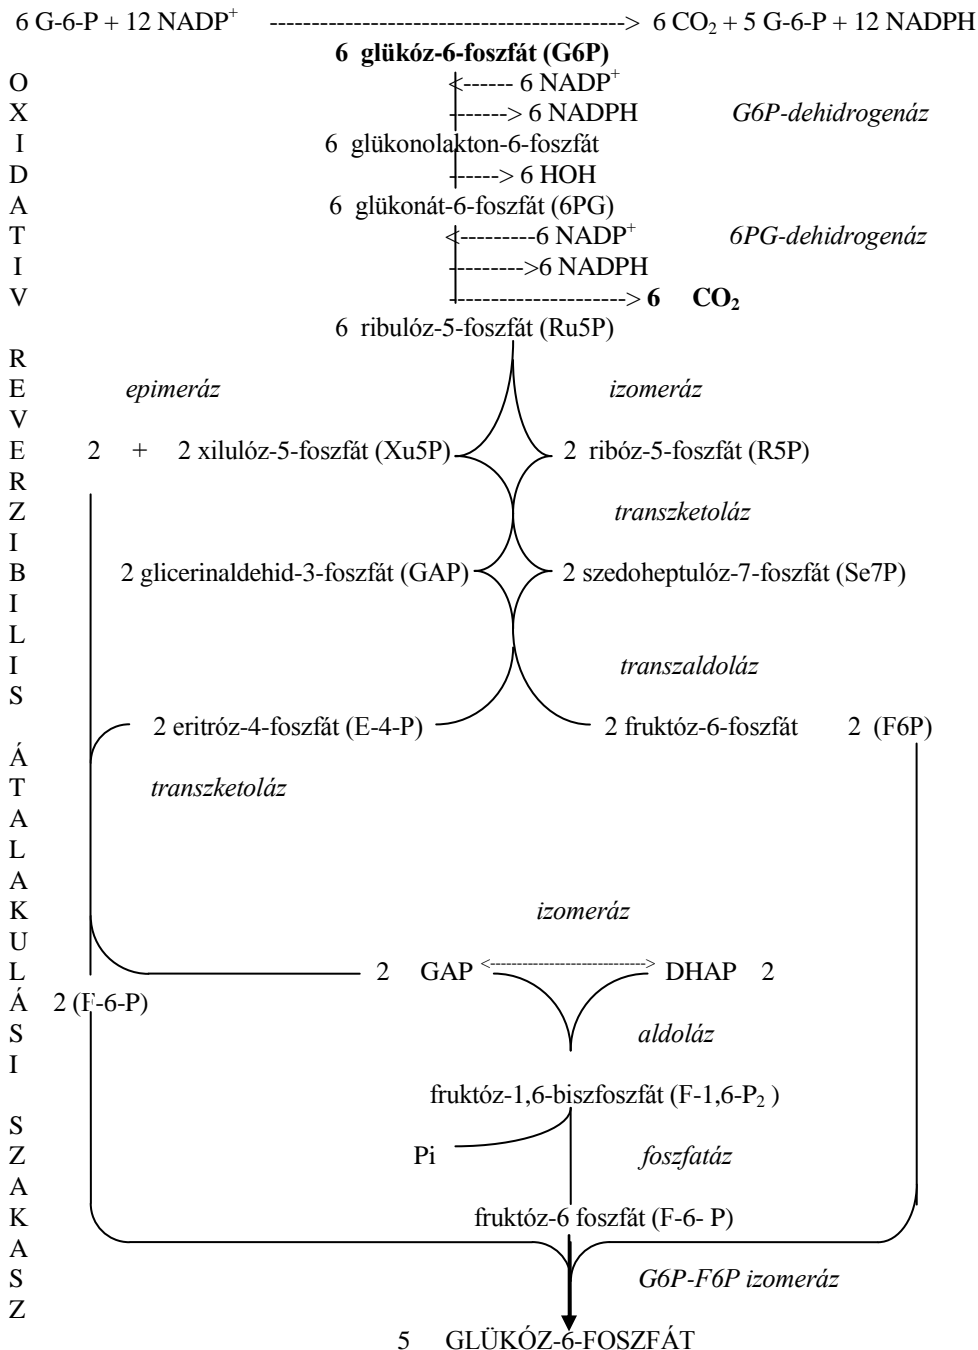 6 G-6-P + 12 NADP⁺ ---------------------------------------> 6 CO₂ + 5 G-6-P + 12 NADPH
6 glükóz-6-foszfát (G6P)
<------ 6 NADP⁺
-------> 6 NADPH G6P-dehidrogenáz
6 glükonolakton-6-foszfát
------> 6 HOH
6 glükonát-6-foszfát (6PG)
<---------6 NADP⁺ 6PG-dehidrogenáz
-------->6 NADPH
-------------------> 6 CO₂
6 ribulóz-5-foszfát (Ru5P)
epimeráz izomeráz
2 + 2 xilulóz-5-foszfát (Xu5P) 2 ribóz-5-foszfát (R5P)
transzketoláz
2 glicerinaldehid-3-foszfát (GAP) 2 szedoheptulóz-7-foszfát (Se7P)
transzaldoláz
2 eritróz-4-foszfát (E-4-P) 2 fruktóz-6-foszfát 2 (F6P)
transzketoláz
izomeráz
2 GAP <----------------------------> DHAP 2
2 (F-6-P)
aldoláz
fruktóz-1,6-biszfoszfát (F-1,6-P₂ )
Pi foszfatáz
fruktóz-6 foszfát (F-6- P)
G6P-F6P izomeráz
5 GLÜKÓZ-6-FOSZFÁT
OXIDATIV
REVERZIBILIS
ÁTALAKULÁSI
SZAKASZ